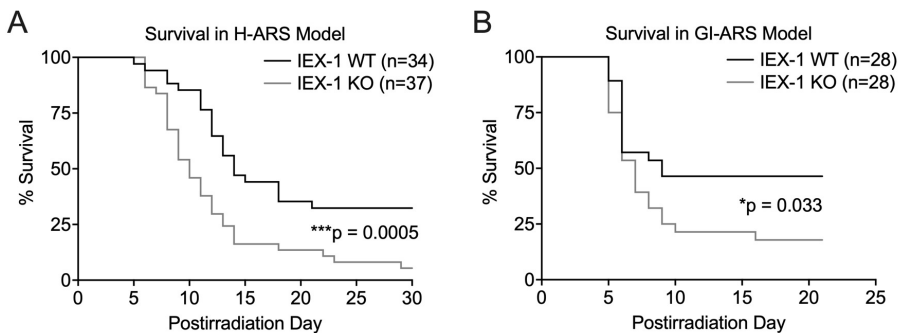 A
Survival in H-ARS Model
IEX-1 WT (n=34)
IEX-1 KO (n=37)
100
75
50
25
0
% Survival
***p = 0.0005
0 5 10 15 20 25 30
Postirradiation Day
B
Survival in GI-ARS Model
IEX-1 WT (n=28)
IEX-1 KO (n=28)
100
75
50
25
0
% Survival
*p = 0.033
0 5 10 15 20 25
Postirradiation Day